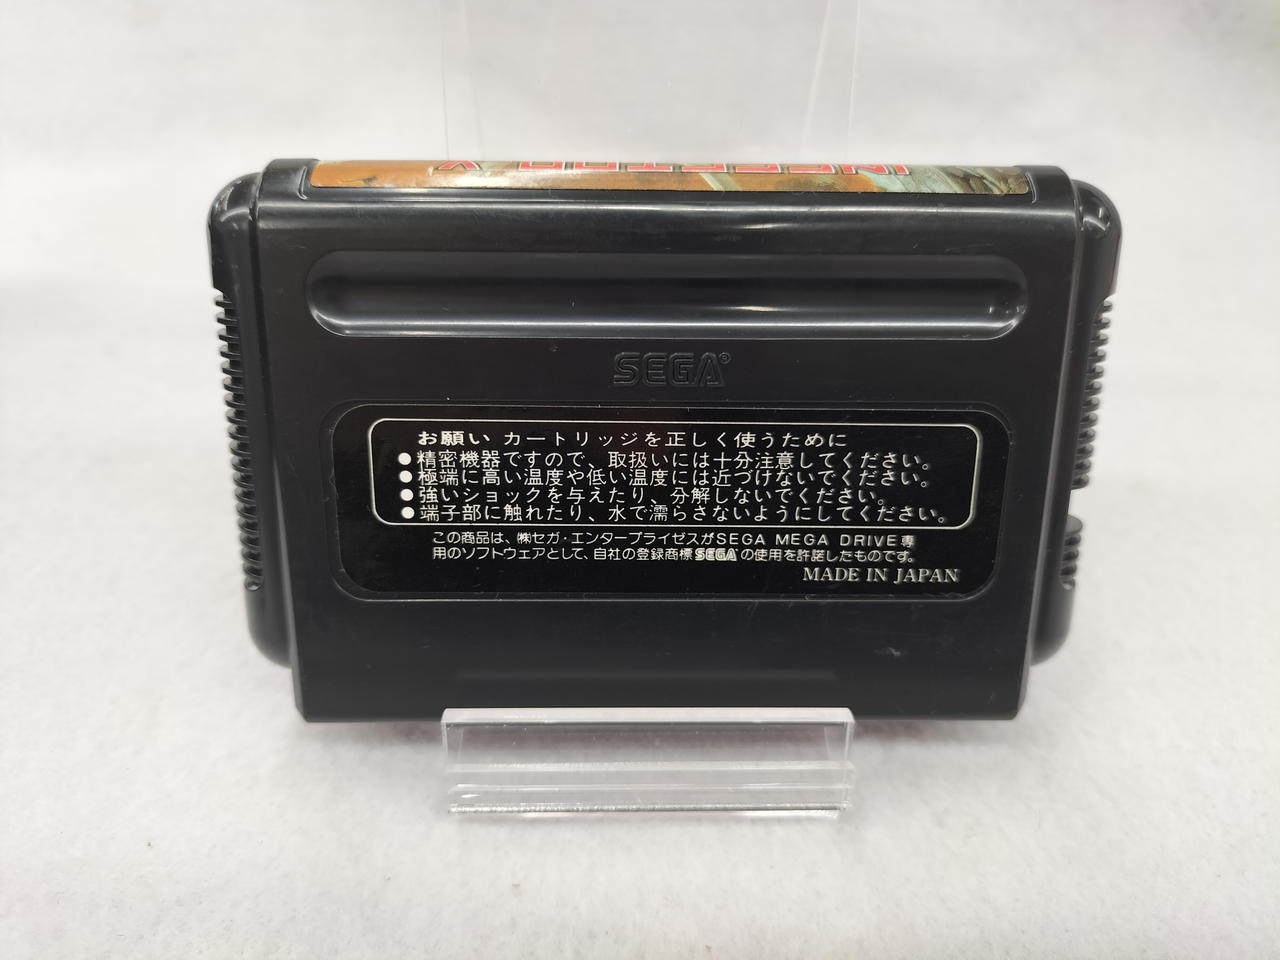 SEGA®
お願い カートリッジを正しく使うために
●精密機器ですので、取扱いには十分注意してください。
●極端に高い温度や低い温度には近づけないでください。
●強いショックを与えたり、分解しないでください。
●端子部に触れたり、水で濡らさないようにしてください。
この商品は、㈱セガ・エンタープライゼスがSEGA MEGA DRIVE専
用のソフトウェアとして、自社の登録商標SEGA®の使用を許諾したものです。
MADE IN JAPAN